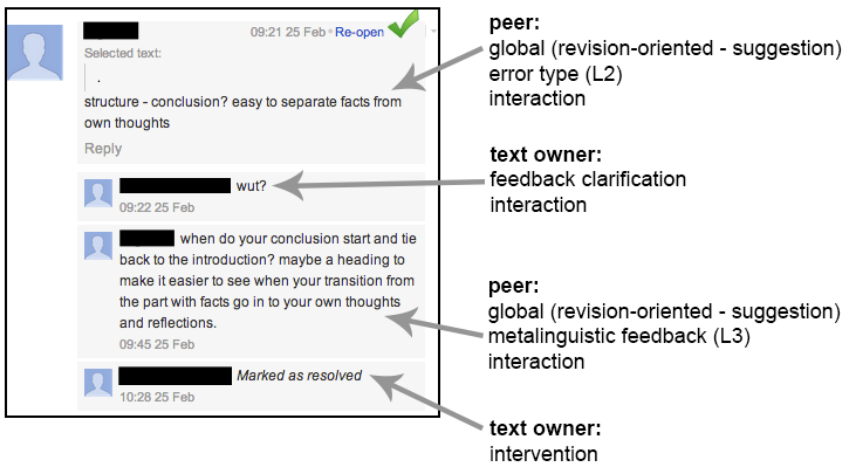 09:21 25 Feb • Re-open
Selected text:
.
structure - conclusion? easy to separate facts from
own thoughts
Reply
wut?
09:22 25 Feb
when do your conclusion start and tie
back to the introduction? maybe a heading to
make it easier to see when your transition from
the part with facts go in to your own thoughts
and reflections.
09:45 25 Feb
Marked as resolved
10:28 25 Feb
peer:
global (revision-oriented - suggestion)
error type (L2)
interaction
text owner:
feedback clarification
interaction
peer:
global (revision-oriented - suggestion)
metalinguistic feedback (L3)
interaction
text owner:
intervention